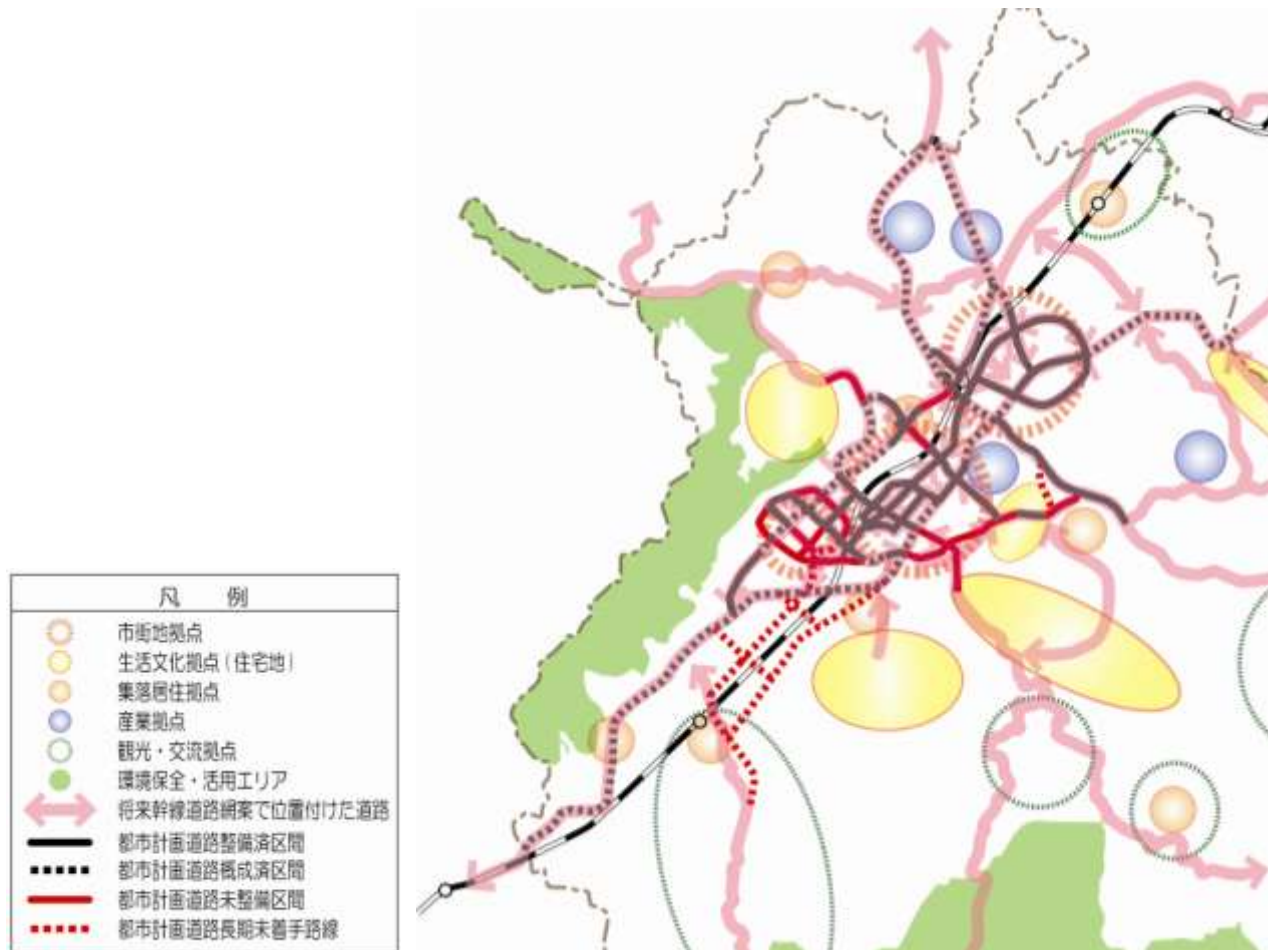 凡 例
市街地拠点
生活文化拠点(住宅地)
集落居住拠点
産業拠点
観光・交流拠点
環境保全・活用エリア
将来幹線道路網案で位置付けた道路
都市計画道路整備済区間
都市計画道路概成済区間
都市計画道路未整備区間
都市計画道路長期未着手路線